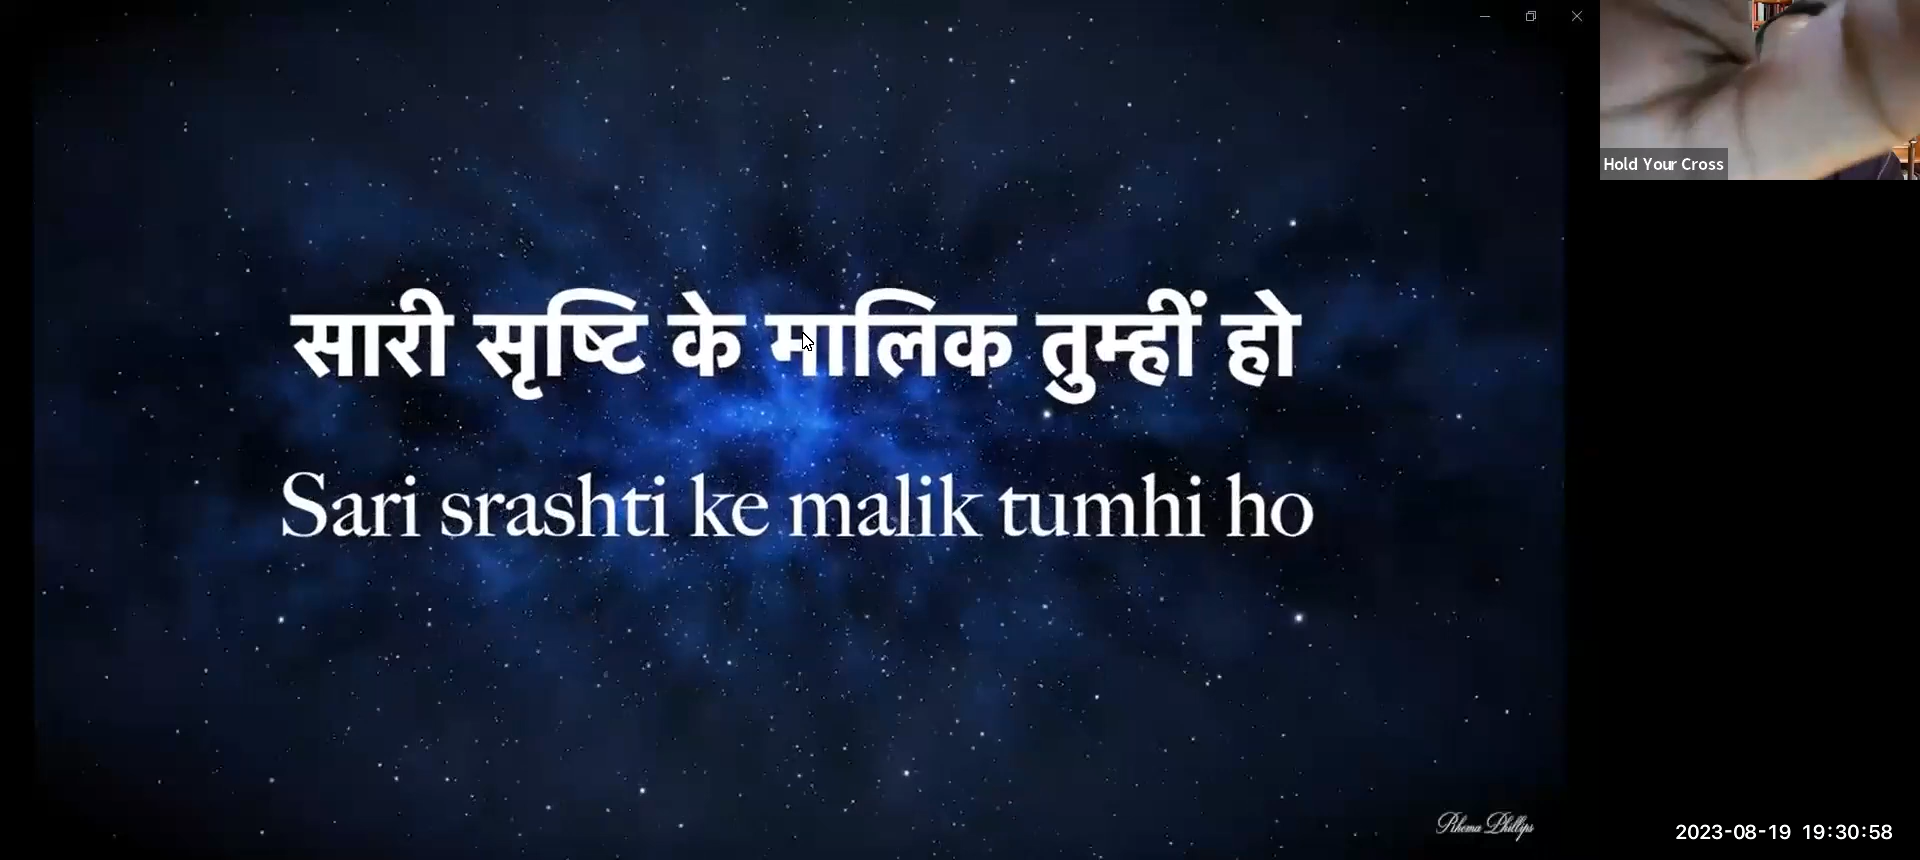 Hold Your Cross
सारी सृष्टि के मालिक तुम्हीं हो
Sari srashti ke malik tumhi ho
Rhema Phillips
2023-08-19 19:30:58